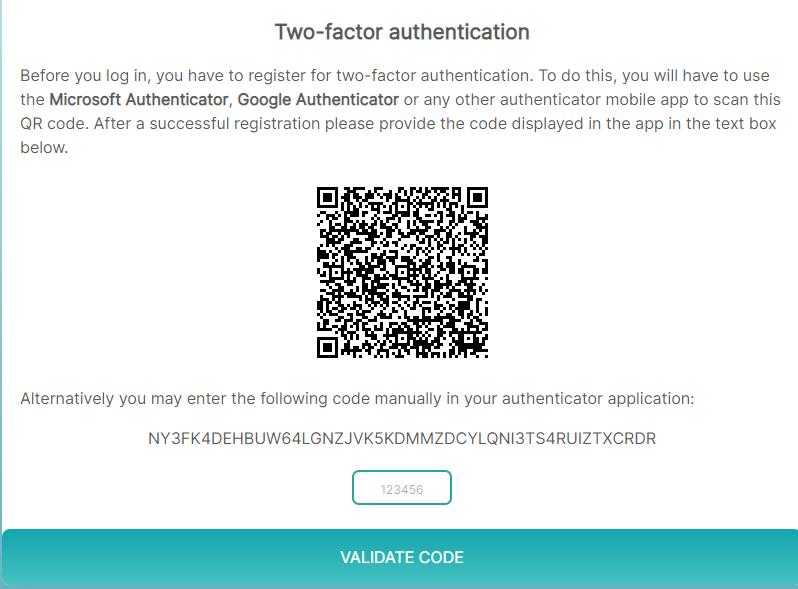 Two-factor authentication
Before you log in, you have to register for two-factor authentication. To do this, you will have to use
the Microsoft Authenticator, Google Authenticator or any other authenticator mobile app to scan this
QR code. After a successful registration please provide the code displayed in the app in the text box
below.
Alternatively you may enter the following code manually in your authenticator application:
NY3FK4DEHBUW64LGNZJVK5KDMMZDCYLQNI3TS4RUIZTXCRDR
123456
VALIDATE CODE